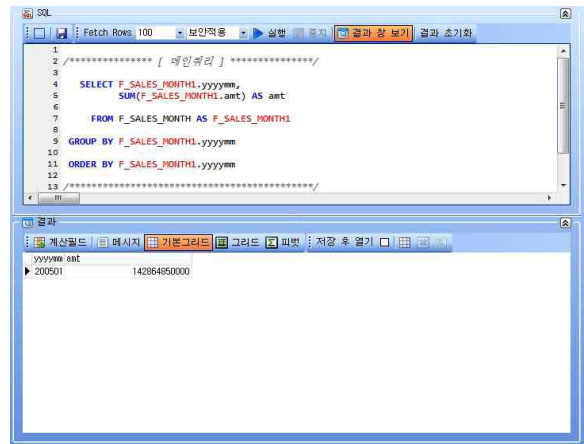 SQL
Fetch Rows 100 보안적용 실행 중지 결과 창 보기 결과 초기화
1
2 /*************** [ 메인쿼리 ] ***************/
3
4 SELECT F_SALES_MONTH1.yyyymm,
5 SUM(F_SALES_MONTH1.amt) AS amt
6
7 FROM F_SALES_MONTH AS F_SALES_MONTH1
8
9 GROUP BY F_SALES_MONTH1.yyyymm
10
11 ORDER BY F_SALES_MONTH1.yyyymm
12
13 /********************************************/
결과
계산필드 메시지 기본그리드 그리드 피벗 저장 후 열기
yyyymm amt
200501 142864850000